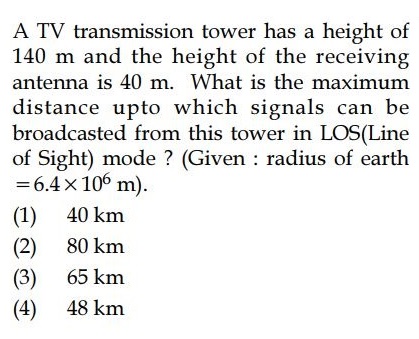 A TV transmission tower has a height of
140 m and the height of the receiving
antenna is 40 m. What is the maximum
distance upto which signals can be
broadcasted from this tower in LOS(Line
of Sight) mode ? (Given : radius of earth
=6.4×10⁶ m).
(1) 40 km
(2) 80 km
(3) 65 km
(4) 48 km